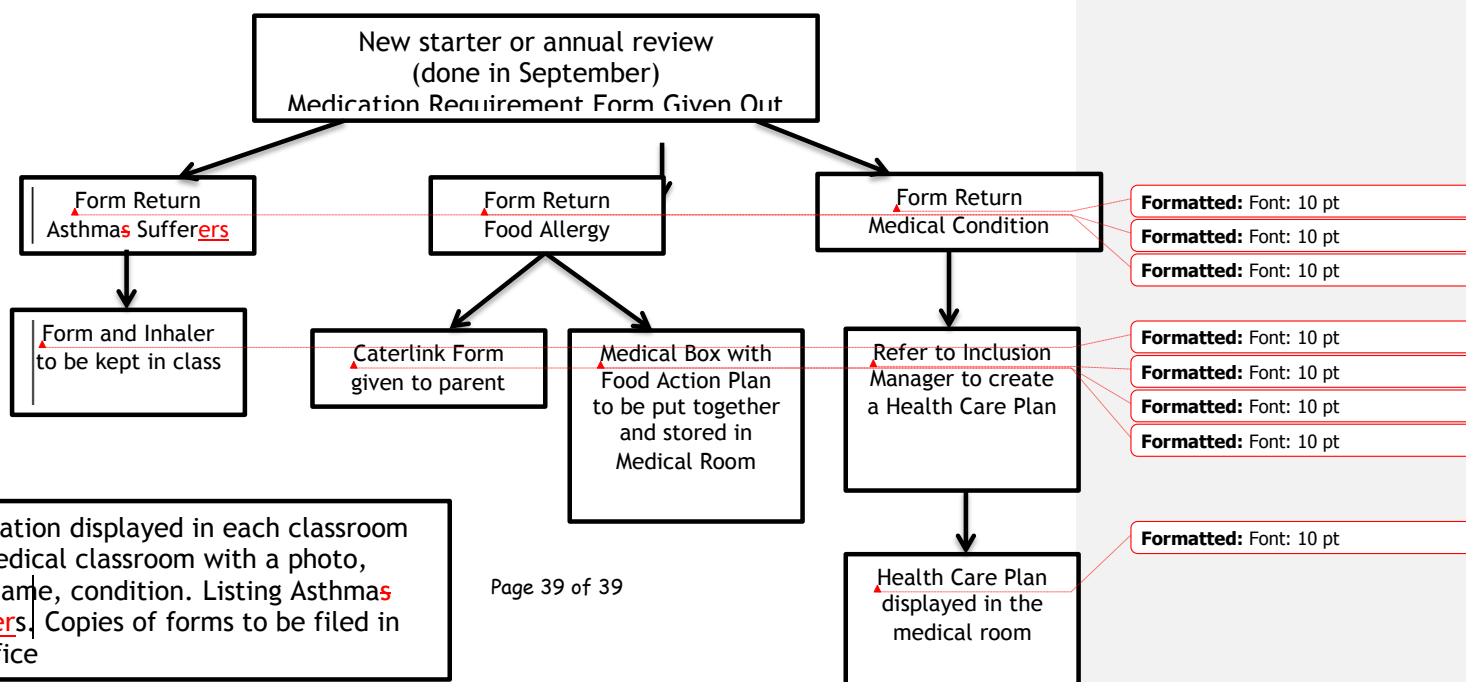 New starter or annual review
(done in September)
Medication Requirement Form Given Out
Form Return
Asthmas Sufferers
Form Return
Food Allergy
Form Return
Medical Condition
Form and Inhaler
to be kept in class
Caterlink Form
given to parent
Medical Box with
Food Action Plan
to be put together
and stored in
Medical Room
Refer to Inclusion
Manager to create
a Health Care Plan
Health Care Plan
displayed in the
medical room
ation displayed in each classroom
edical classroom with a photo,
ame, condition. Listing Asthmas
ers. Copies of forms to be filed in
fice
Page 39 of 39
Formatted: Font: 10 pt
Formatted: Font: 10 pt
Formatted: Font: 10 pt
Formatted: Font: 10 pt
Formatted: Font: 10 pt
Formatted: Font: 10 pt
Formatted: Font: 10 pt
Formatted: Font: 10 pt